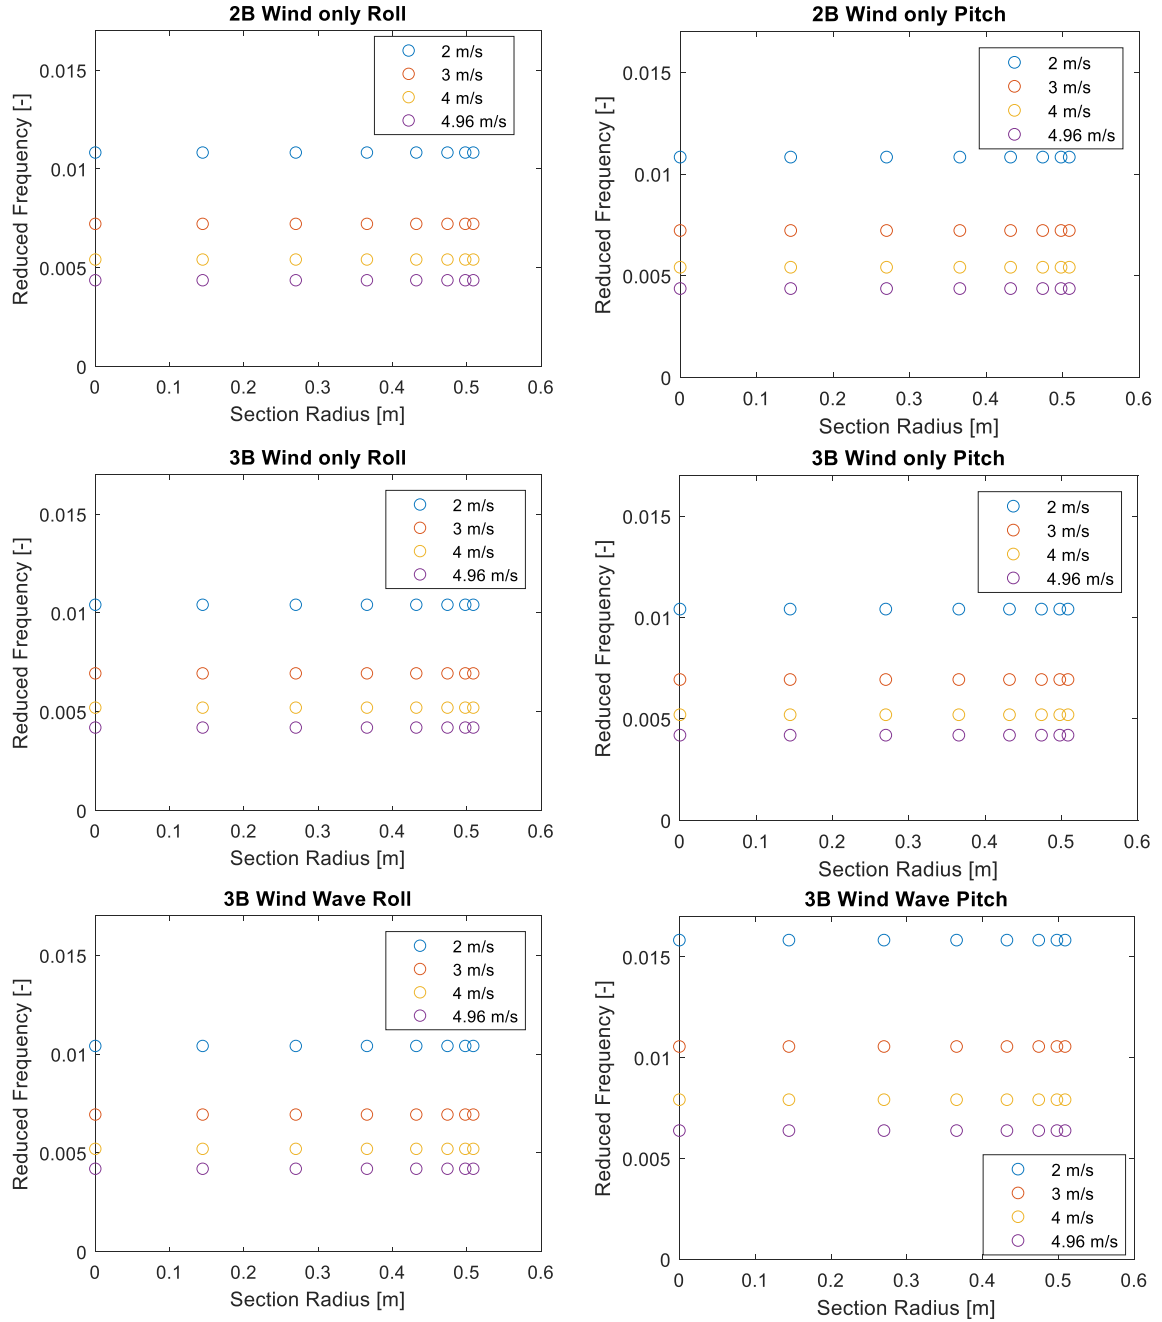 2B Wind only Roll
Reduced Frequency [-]
0.015
0.01
0.005
0
2 m/s
3 m/s
4 m/s
4.96 m/s
0 0.1 0.2 0.3 0.4 0.5 0.6
Section Radius [m]
2B Wind only Pitch
Reduced Frequency [-]
0.015
0.01
0.005
0
2 m/s
3 m/s
4 m/s
4.96 m/s
0 0.1 0.2 0.3 0.4 0.5 0.6
Section Radius [m]
3B Wind only Roll
Reduced Frequency [-]
0.015
0.01
0.005
0
2 m/s
3 m/s
4 m/s
4.96 m/s
0 0.1 0.2 0.3 0.4 0.5 0.6
Section Radius [m]
3B Wind only Pitch
Reduced Frequency [-]
0.015
0.01
0.005
0
2 m/s
3 m/s
4 m/s
4.96 m/s
0 0.1 0.2 0.3 0.4 0.5 0.6
Section Radius [m]
3B Wind Wave Roll
Reduced Frequency [-]
0.015
0.01
0.005
0
2 m/s
3 m/s
4 m/s
4.96 m/s
0 0.1 0.2 0.3 0.4 0.5 0.6
Section Radius [m]
3B Wind Wave Pitch
Reduced Frequency [-]
0.015
0.01
0.005
0
2 m/s
3 m/s
4 m/s
4.96 m/s
0 0.1 0.2 0.3 0.4 0.5 0.6
Section Radius [m]